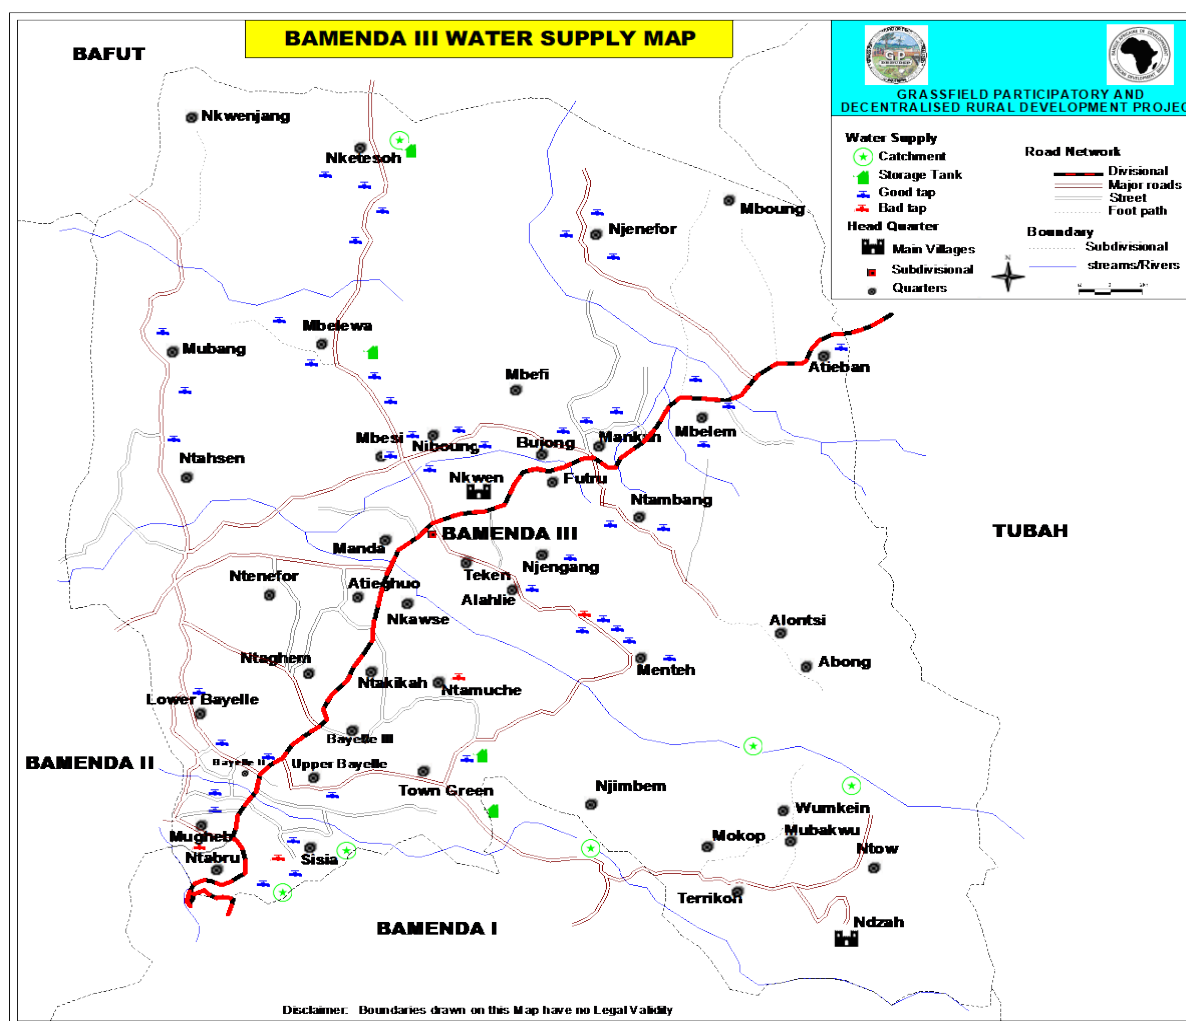 BAMENDA III WATER SUPPLY MAP
BAFUT
GP
GRASSFIELD PARTICIPATORY AND
DECENTRALISED RURAL DEVELOPMENT PROJEC
Water Supply
Catchment
Storage Tank
Good tap
Bad tap
Head Quarter
Main Villages
Subdivisional
Quarters
Road Network
Divisional
Major roads
Street
Foot path
Boundary
Subdivisional
streams/Rivers
Nkwenjang
Nketesoh
Mboung
Njenefor
Mbelewa
Mubang
Atieban
Mbefi
Mbelem
Mbesi
Niboung
Bujong
Mankuh
Ntahsen
Nkwen
Futru
Ntambang
TUBAH
BAMENDA III
Manda
Teken
Njengang
Ntenefor
Atieghuo
Alahlie
Nkawse
Alontsi
Ntaghem
Abong
Menteh
Ntakikah
Ntamuche
Lower Bayelle
Bayelle III
BAMENDA II
Bayelle II
Upper Bayelle
Town Green
Njimbem
Wumkein
Mugheb
Mokop
Mubakwu
Ntabru
Sisia
Ntow
Terrikon
Ndzah
BAMENDA I
Disclaimer: Boundaries drawn on this Map have no Legal Validity